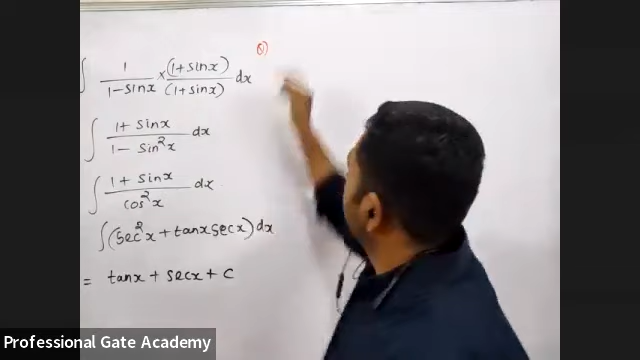 ∫ 1/(1-sinx) × (1+sinx)/(1+sinx) dx
∫ (1+sinx)/(1-sin²x) dx
∫ (1+sinx)/cos²x dx
∫(sec²x+tanxsecx)dx
= tanx+secx+c
Professional Gate Academy